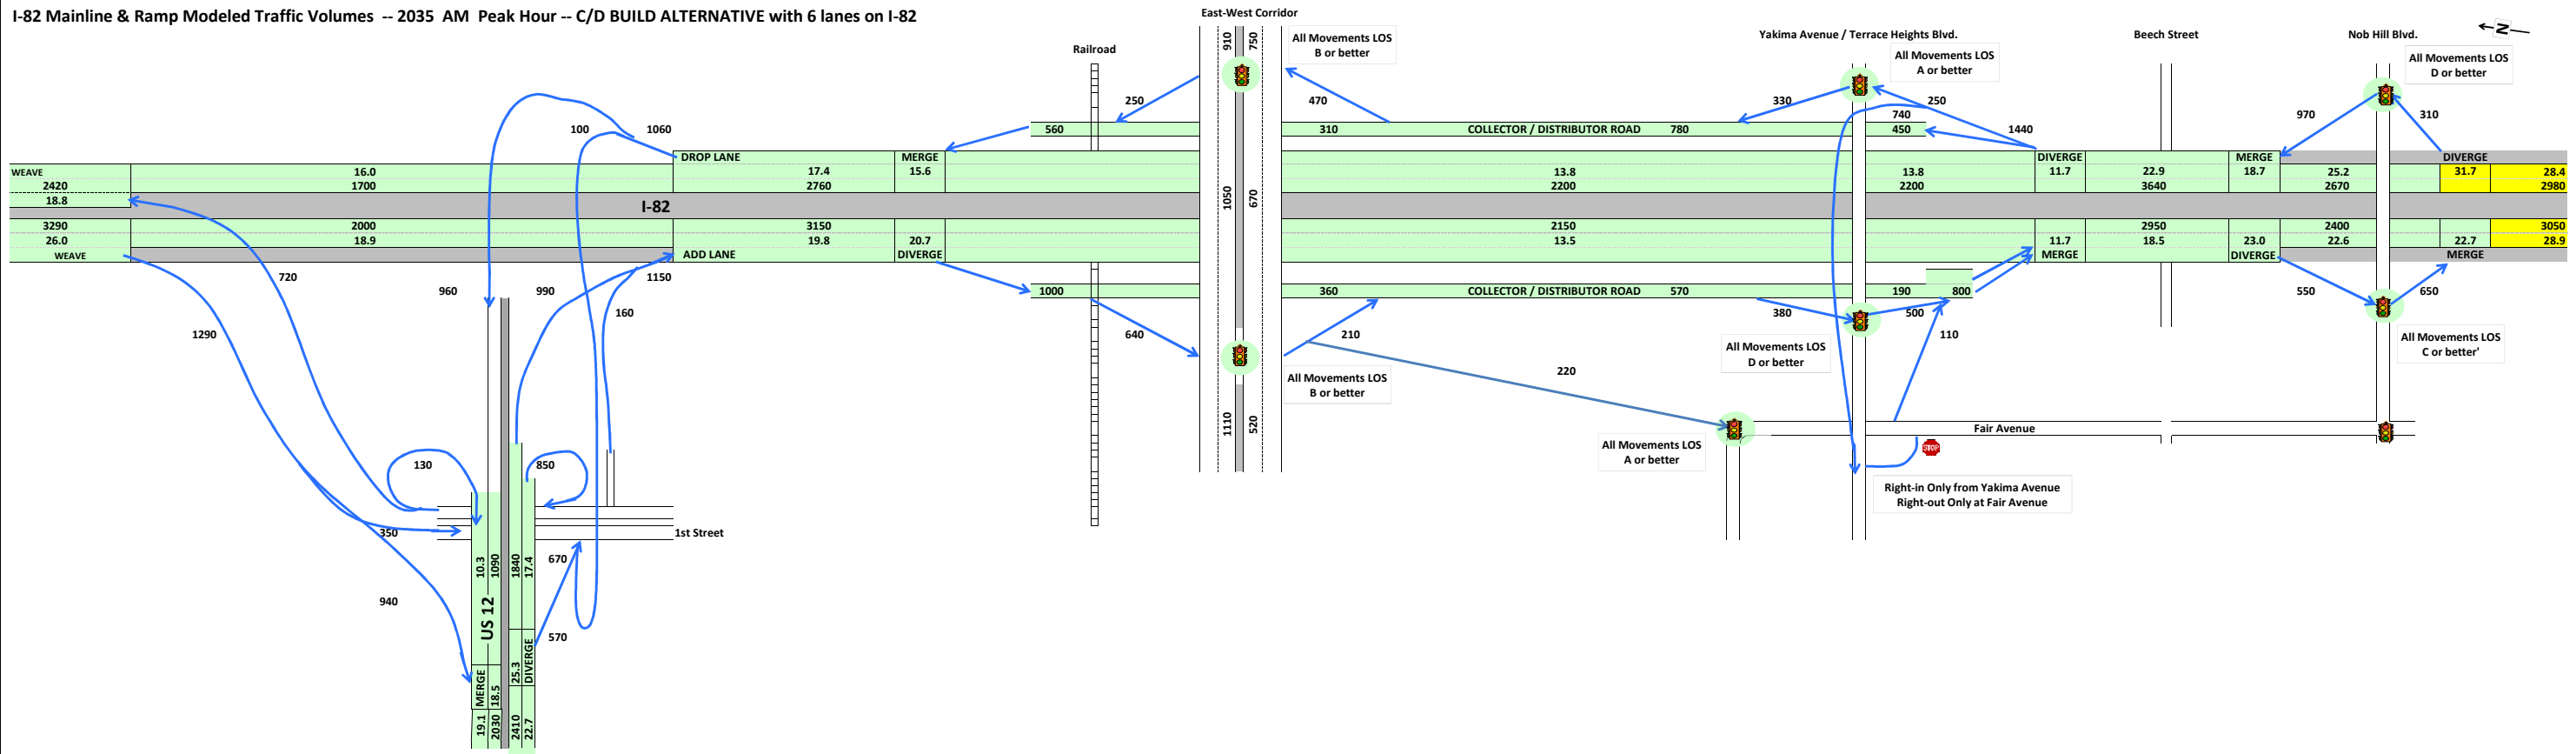 I-82 Mainline & Ramp Modeled Traffic Volumes -- 2035 AM Peak Hour -- C/D BUILD ALTERNATIVE with 6 lanes on I-82
East-West Corridor
Railroad
Yakima Avenue / Terrace Heights Blvd.
Beech Street
Nob Hill Blvd.
N
910
750
All Movements LOS
B or better
All Movements LOS
A or better
All Movements LOS
D or better
250
470
330
250
970
310
100
1060
560
310
COLLECTOR / DISTRIBUTOR ROAD
780
740
450
1440
WEAVE
2420
18.8
16.0
1700
DROP LANE
17.4
2760
MERGE
15.6
13.8
2200
13.8
2200
DIVERGE
11.7
22.9
3640
MERGE
18.7
25.2
2670
DIVERGE
31.7
28.4
2980
I-82
1050
670
3290
26.0
WEAVE
2000
18.9
3150
19.8
ADD LANE
20.7
DIVERGE
2150
13.5
11.7
MERGE
2950
18.5
23.0
DIVERGE
2400
22.6
22.7
MERGE
3050
28.9
720
960
990
1150
160
1000
360
COLLECTOR / DISTRIBUTOR ROAD
570
190
800
550
650
1290
640
210
380
500
110
All Movements LOS
D or better
All Movements LOS
C or better'
220
All Movements LOS
B or better
1110
520
All Movements LOS
A or better
Fair Avenue
STOP
Right-in Only from Yakima Avenue
Right-out Only at Fair Avenue
130
850
350
1st Street
10.3
1090
1840
17.4
670
940
US 12
570
MERGE
18.5
25.3
DIVERGE
19.1
2030
2410
22.7